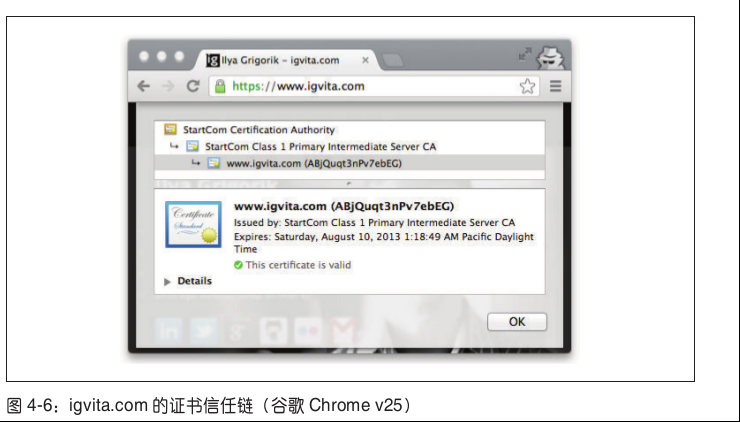 Ilya Grigorik – igvita.com
https://www.igvita.com
StartCom Certification Authority
StartCom Class 1 Primary Intermediate Server CA
www.igvita.com (ABjQuqt3nPv7ebEG)
www.igvita.com (ABjQuqt3nPv7ebEG)
Issued by: StartCom Class 1 Primary Intermediate Server CA
Expires: Saturday, August 10, 2013 1:18:49 AM Pacific Daylight
Time
This certificate is valid
Details
OK
图 4-6：igvita.com 的证书信任链（谷歌 Chrome v25）